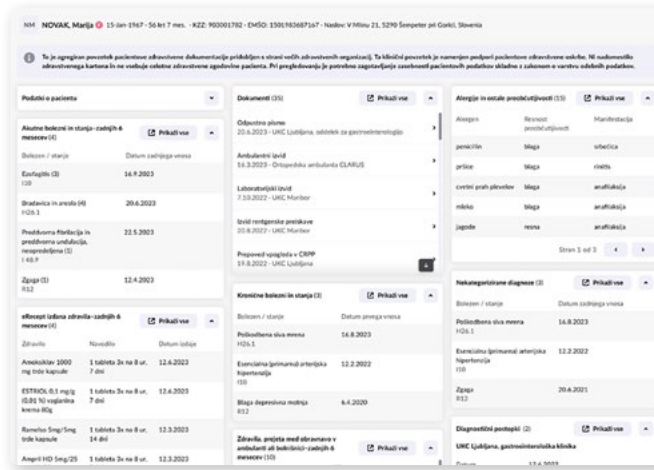 NM NOVAK, Marija 15-Jan-1967 - 56 let 7 mes. - KZZ: 903001782 - EMŠO: 1501983687167 - Naslov: V Mlinu 21, 5290 Šempeter pri Gorici, Slovenia
To je agregiran povzetek pacientove zdravstvene dokumentacije pridobljen s strani večih zdravstvenih organizacij. Ta klinični povzetek je namenjen podpori pacientove zdravstvene oskrbe. Ni nadomestilo
zdravstvenega kartona in ne vsebuje celotne zdravstvene zgodovine pacienta. Pri pregledovanju je potrebno zagotavljanje zasebnosti pacientovih podatkov skladno z zakonom o varstvu odebnih podatkov.
Podatki o pacientu
Akutne bolezni in stanja-zadnjih 6
mesecev (4)
Prikaži vse
Bolezen / stanje Datum zadnjega vnosa
Ezofagitis (3) 16.9.2023
I10
Bradavica in areola (4) 20.6.2023
H26.1
Preddvorna fibrilacija in 22.5.2023
preddvorna undulacija,
neopredeljena (1)
I 48.9
Zgaga (1) 12.4.2023
R12
eRecept izdana zdravila-zadnjih 6
mesecev (4)
Prikaži vse
Zdravilo Navodilo Datum izdaje
Amoksiklav 1000 1 tableta 3x na 8 ur, 12.6.2023
mg trde kapsule 7 dni
ESTRIOL 0,1 mg/g 1 tableta 3x na 8 ur, 12.6.2023
(0,01 %) vaginalna 7 dni
krema 80g
Ramelso 5mg/5mg 1 tableta 3x na 8 ur, 12.3.2023
trde kapsule 14 dni
Ampril HD 5mg/25 1 tableta 3x na 8 ur, 12.3.2023
Dokumenti (35) Prikaži vse
Odpustno pismo
20.6.2023 - UKC Ljubljana, oddelek za gastroenterologijo
Ambulantni izvid
16.3.2023 - Ortopedska ambulanta CLARUS
Laboratorijski izvid
7.10.2022 - UKC Maribor
Izvid rentgenske preiskave
20.8.2022 - UKC Maribor
Prepoved vpogleda v CRPP
19.8.2022 - UKC Ljubljana
Kronične bolezni in stanja (3) Prikaži vse
Bolezen / stanje Datum prvega vnosa
Poškodbena siva mrena 16.8.2023
H26.1
Esencialna (primarna) arterijska 12.2.2022
hipertenzija
I10
Blaga depresivna motnja 6.4.2020
R12
Zdravila, prejeta med obravnavo v
ambulanti ali bolnišnici-zadnjih 6
mesecev (10)
Prikaži vse
Alergije in ostale preobčutljivosti (15) Prikaži vse
Alergen Resnost Manifestacija
preobčutljivosti
penicilin blaga srbečica
pršice blaga rinitis
cvetni prah plevelov blaga anafilaksija
mleko blaga anafilaksija
jagode resna anafilaksija
Stran 1 od 3
Nekategorizirane diagnoze (3) Prikaži vse
Bolezen / stanje Datum zadnjega vnosa
Poškodbena siva mrena 16.8.2023
H26.1
Esencialna (primarna) arterijska 12.2.2022
hipertenzija
I10
Zgaga 20.6.2021
R12
Diagnostični postopki (2) Prikaži vse
UKC Ljubljana, gastroenterološka klinika
Datum 13.6.2023